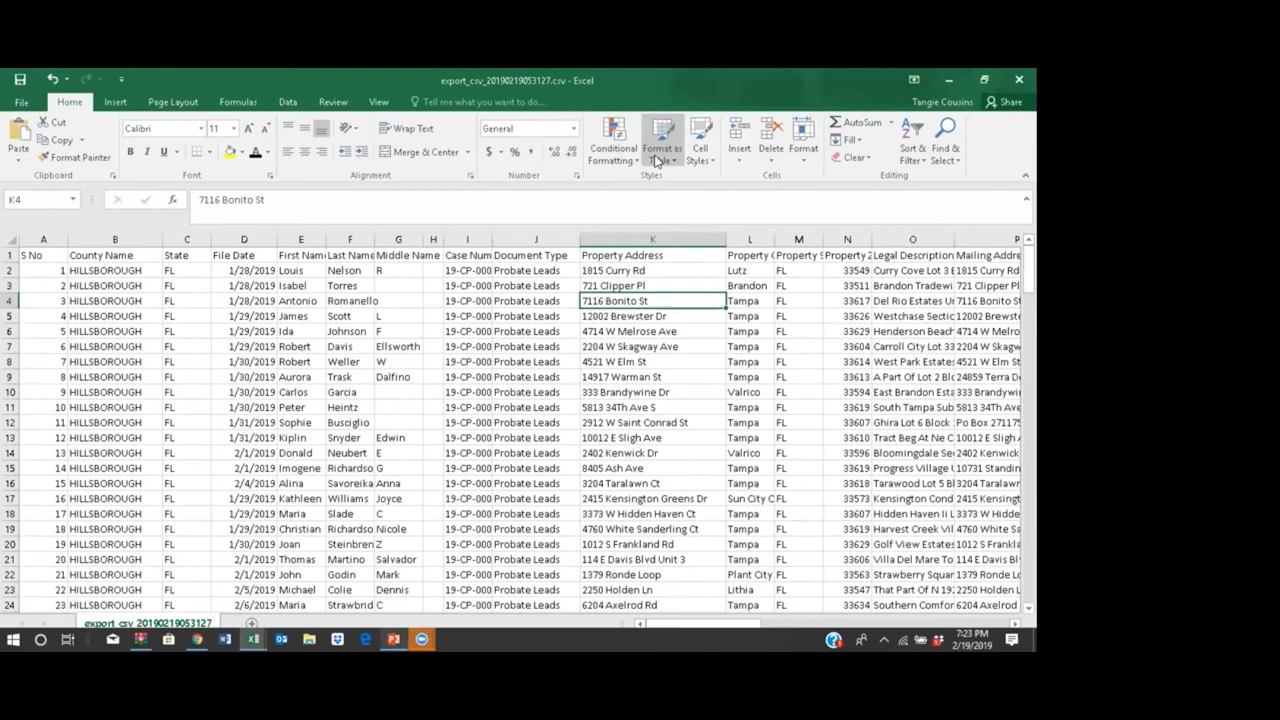 export_csv_20190219053127.csv - Excel
File Home Insert Page Layout Formulas Data Review View Tell me what you want to do... Tangie Cousins Share
Paste Cut Copy Format Painter Clipboard
Calibri 11 B I U Font
Wrap Text Merge & Center Alignment
General $ % , Number
Conditional Formatting Format as Table Cell Styles Styles
Insert Delete Format Cells
AutoSum Fill Clear Sort & Filter Find & Select Editing
K4 fx 7116 Bonito St
A B C D E F G H I J K L M N O P
1 S No County Name State File Date First Name Last Name Middle Name Case Num Document Type Property Address Property C Property S Property Z Legal Description Mailing Addre
2 1 HILLSBOROUGH FL 1/28/2019 Louis Nelson R 19-CP-000 Probate Leads 1815 Curry Rd Lutz FL 33549 Curry Cove Lot 3 1815 Curry Rd
3 2 HILLSBOROUGH FL 1/28/2019 Isabel Torres 19-CP-000 Probate Leads 721 Clipper Pl Brandon FL 33511 Brandon Tradewi 721 Clipper Pl
4 3 HILLSBOROUGH FL 1/28/2019 Antonio Romanello 19-CP-000 Probate Leads 7116 Bonito St Tampa FL 33617 Del Rio Estates U 7116 Bonito St
5 4 HILLSBOROUGH FL 1/29/2019 James Scott L 19-CP-000 Probate Leads 12002 Brewster Dr Tampa FL 33626 Westchase Sectio 12002 Brewste
6 5 HILLSBOROUGH FL 1/29/2019 Ida Johnson F 19-CP-000 Probate Leads 4714 W Melrose Ave Tampa FL 33629 Henderson Beach 4714 W Melros
7 6 HILLSBOROUGH FL 1/29/2019 Robert Davis Ellsworth 19-CP-000 Probate Leads 2204 W Skagway Ave Tampa FL 33604 Carroll City Lot 33 2204 W Skagwa
8 7 HILLSBOROUGH FL 1/30/2019 Robert Weller W 19-CP-000 Probate Leads 4521 W Elm St Tampa FL 33614 West Park Estates 4521 W Elm St
9 8 HILLSBOROUGH FL 1/30/2019 Aurora Trask Dalfino 19-CP-000 Probate Leads 14917 Warman St Tampa FL 33613 A Part Of Lot 2 Blo 24859 Terra De
10 9 HILLSBOROUGH FL 1/30/2019 Carlos Garcia 19-CP-000 Probate Leads 333 Brandywine Dr Valrico FL 33594 East Brandon Esta 333 Brandywin
11 10 HILLSBOROUGH FL 1/30/2019 Peter Heintz 19-CP-000 Probate Leads 5813 34Th Ave S Tampa FL 33619 South Tampa Sub 5813 34Th Ave
12 11 HILLSBOROUGH FL 1/31/2019 Sophie Busciglio 19-CP-000 Probate Leads 2912 W Saint Conrad St Tampa FL 33607 Ghira Lot 6 Block Po Box 271175
13 12 HILLSBOROUGH FL 1/31/2019 Kiplin Snyder Edwin 19-CP-000 Probate Leads 10012 E Sligh Ave Tampa FL 33610 Tract Beg At Ne C 10012 E Sligh A
14 13 HILLSBOROUGH FL 2/1/2019 Donald Neubert E 19-CP-000 Probate Leads 2402 Kenwick Dr Valrico FL 33596 Bloomingdale Sec 2402 Kenwick
15 14 HILLSBOROUGH FL 2/1/2019 Imogene Richardso G 19-CP-000 Probate Leads 8405 Ash Ave Tampa FL 33619 Progress Village U 10731 Standin
16 15 HILLSBOROUGH FL 2/4/2019 Alina Savoreika Anna 19-CP-000 Probate Leads 3204 Taralawn Ct Tampa FL 33618 Tarawood Lot 5 Bl 3204 Taralawn
17 16 HILLSBOROUGH FL 1/29/2019 Kathleen Williams Joyce 19-CP-000 Probate Leads 2415 Kensington Greens Dr Sun City C FL 33573 Kensington Cond 2415 Kensingt
18 17 HILLSBOROUGH FL 1/29/2019 Maria Slade C 19-CP-000 Probate Leads 3373 W Hidden Haven Ct Tampa FL 33607 Hidden Haven Ii L 3373 W Hidden
19 18 HILLSBOROUGH FL 1/29/2019 Christian Richardso Nicole 19-CP-000 Probate Leads 4760 White Sanderling Ct Tampa FL 33619 Harvest Creek Vil 4760 White Sa
20 19 HILLSBOROUGH FL 1/30/2019 Joan Steinbren Z 19-CP-000 Probate Leads 1012 S Frankland Rd Tampa FL 33629 Golf View Estates 1012 S Frankla
21 20 HILLSBOROUGH FL 2/1/2019 Thomas Martino Salvador 19-CP-000 Probate Leads 114 E Davis Blvd Unit 3 Tampa FL 33606 Villa Del Mare To 114 E Davis Blv
22 21 HILLSBOROUGH FL 2/1/2019 John Godin Mark 19-CP-000 Probate Leads 1379 Ronde Loop Plant City FL 33563 Strawberry Squar 1379 Ronde Lo
23 22 HILLSBOROUGH FL 2/5/2019 Michael Colie Dennis 19-CP-000 Probate Leads 2250 Holden Ln Lithia FL 33547 That Part Of N 192 2250 Holden L
24 23 HILLSBOROUGH FL 2/6/2019 Maria Strawbrid C 19-CP-000 Probate Leads 6204 Axelrod Rd Tampa FL 33634 Southern Comfor 6204 Axelrod
export_csv_20190219053127
7:23 PM
2/19/2019